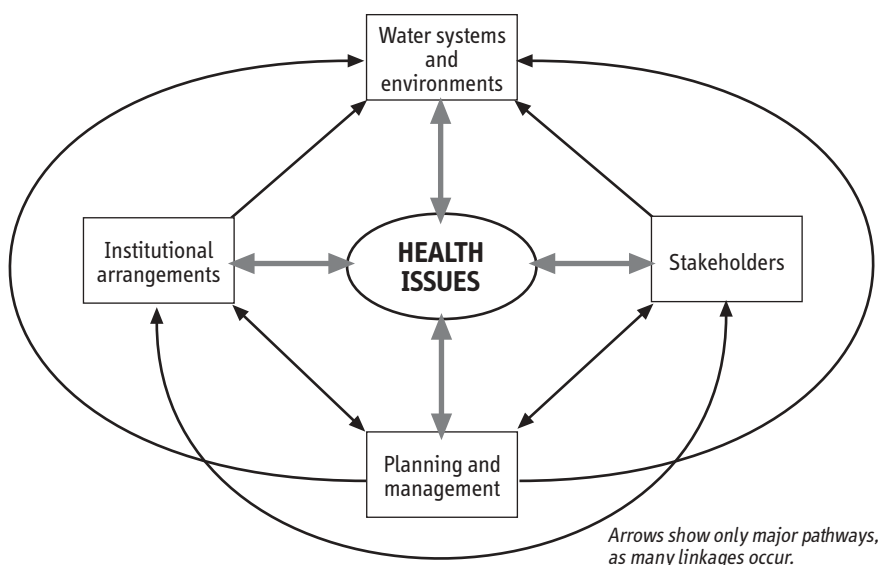 Water systems
and
environments
Institutional
arrangements
HEALTH
ISSUES
Stakeholders
Planning and
management
Arrows show only major pathways,
as many linkages occur.